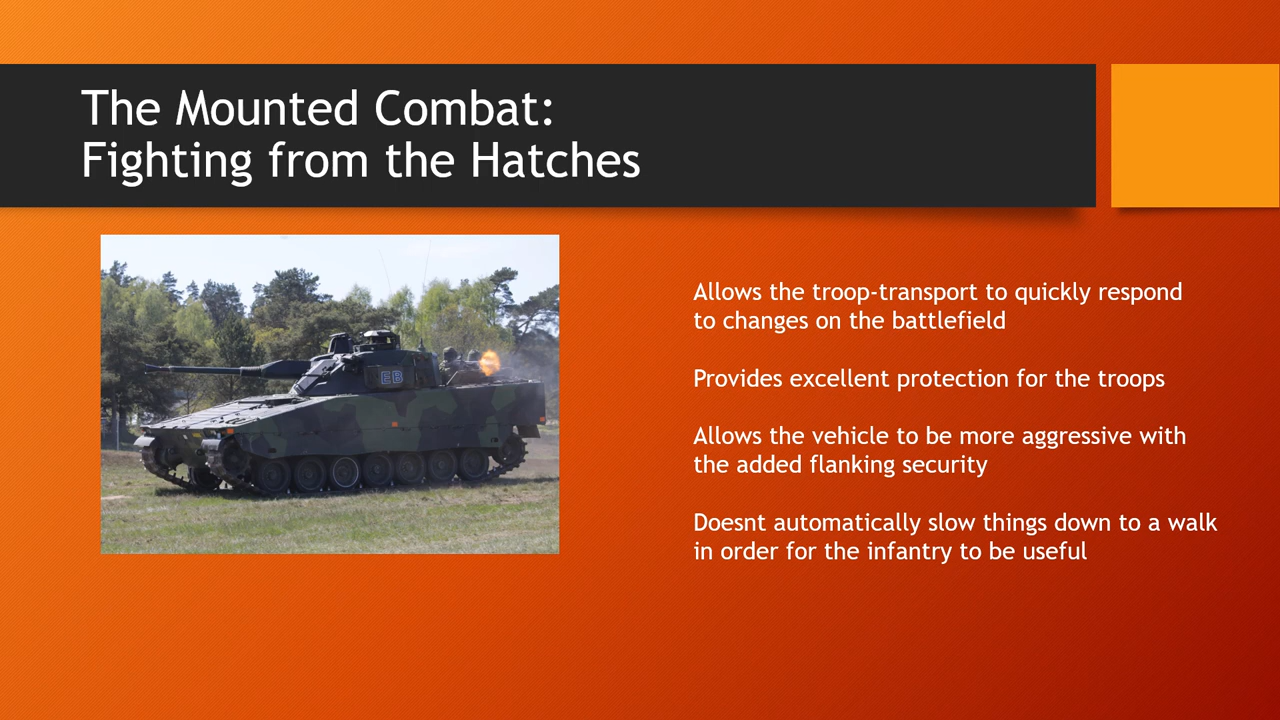 The Mounted Combat:
Fighting from the Hatches
EB
Allows the troop-transport to quickly respond
to changes on the battlefield
Provides excellent protection for the troops
Allows the vehicle to be more aggressive with
the added flanking security
Doesnt automatically slow things down to a walk
in order for the infantry to be useful